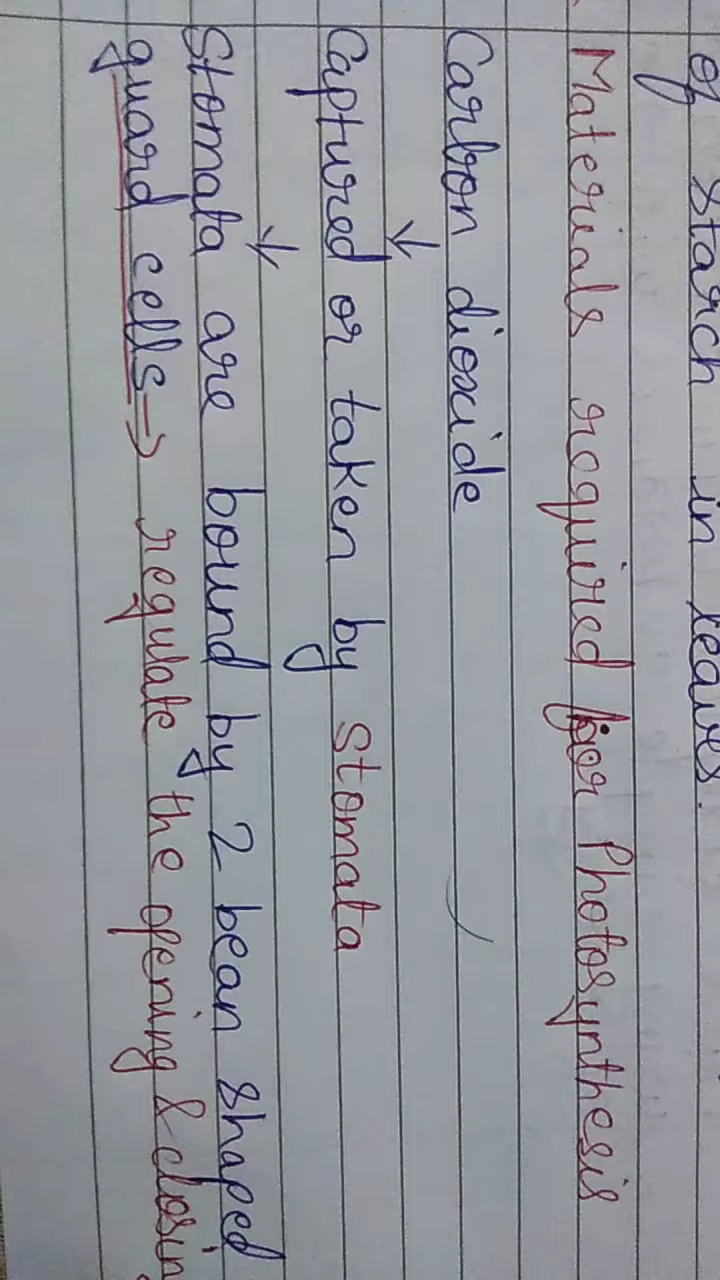 of starch in leaves.
Materials required for Photosynthesis
Carbon dioxide
↓
Captured or taken by stomata
↓
Stomata are bound by 2 bean shaped
guard cells → regulate the opening & closin